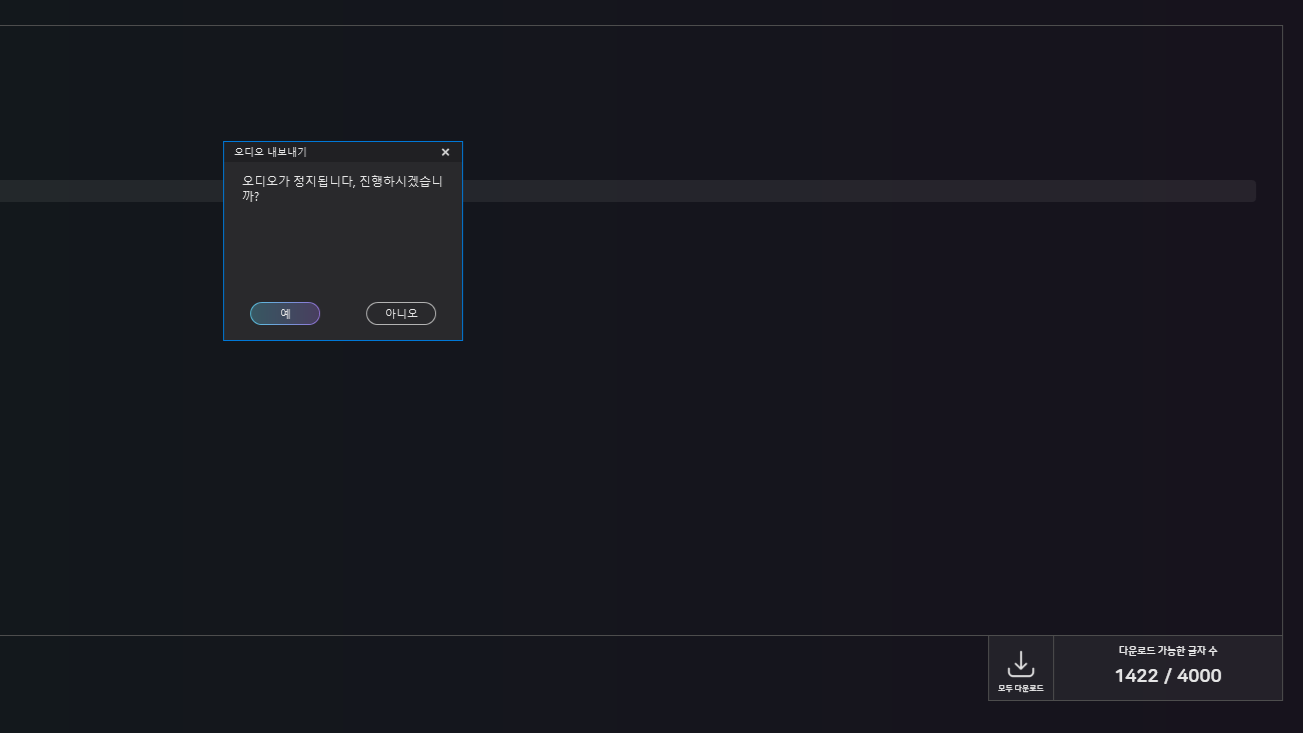 오디오 내보내기
오디오가 정지됩니다, 진행하시겠습니
까?
예
아니오
모두 다운로드
다운로드 가능한 글자 수
1422 / 4000